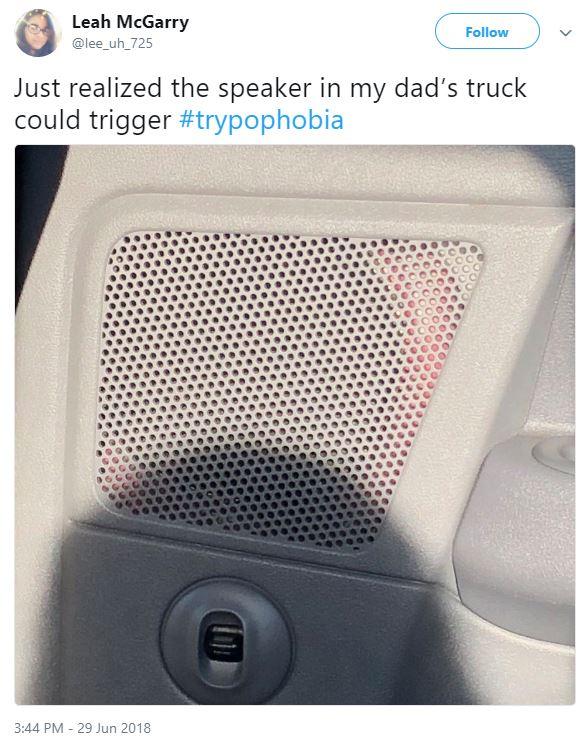 Leah McGarry
@lee_uh_725
Follow
Just realized the speaker in my dad's truck
could trigger #trypophobia
3:44 PM - 29 Jun 2018